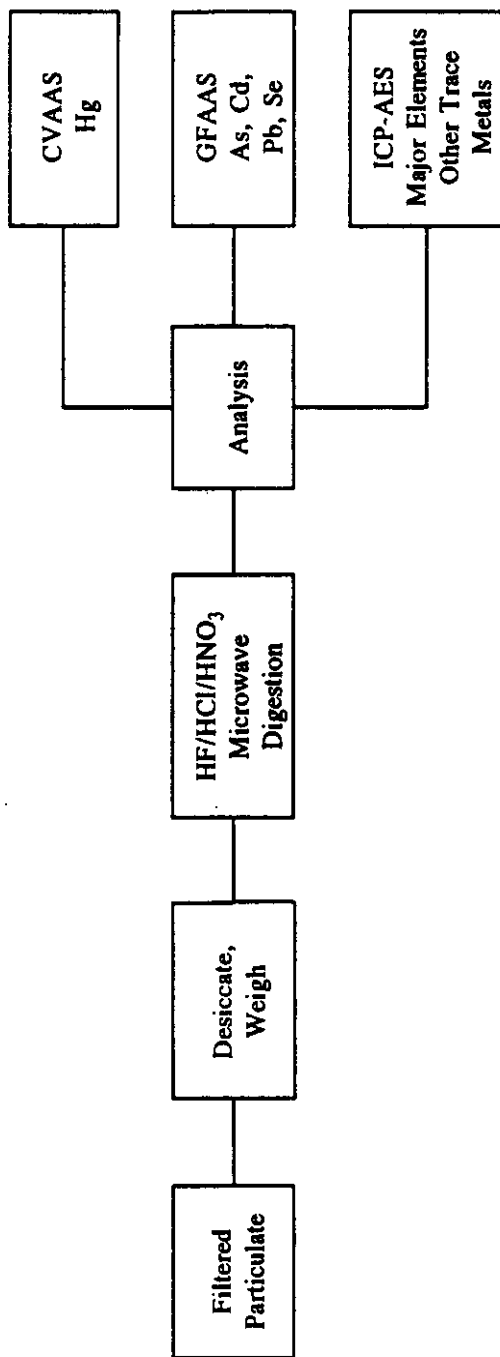 Filtered
Particulate
Desiccate,
Weigh
HF/HCl/HNO₃
Microwave
Digestion
Analysis
CVAAS
Hg
GFAAS
As, Cd,
Pb, Se
ICP-AES
Major Elements
Other Trace
Metals